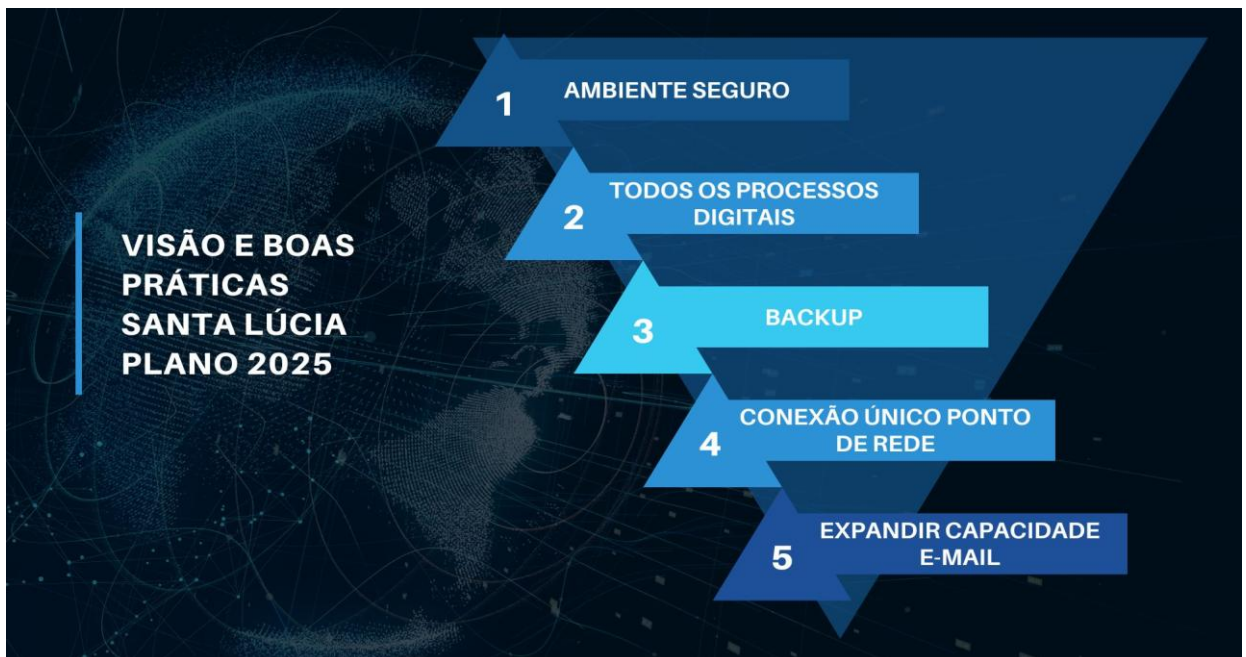 VISÃO E BOAS
PRÁTICAS
SANTA LÚCIA
PLANO 2025
1
AMBIENTE SEGURO
2
TODOS OS PROCESSOS
DIGITAIS
3
BACKUP
4
CONEXÃO ÚNICO PONTO
DE REDE
5
EXPANDIR CAPACIDADE
E-MAIL